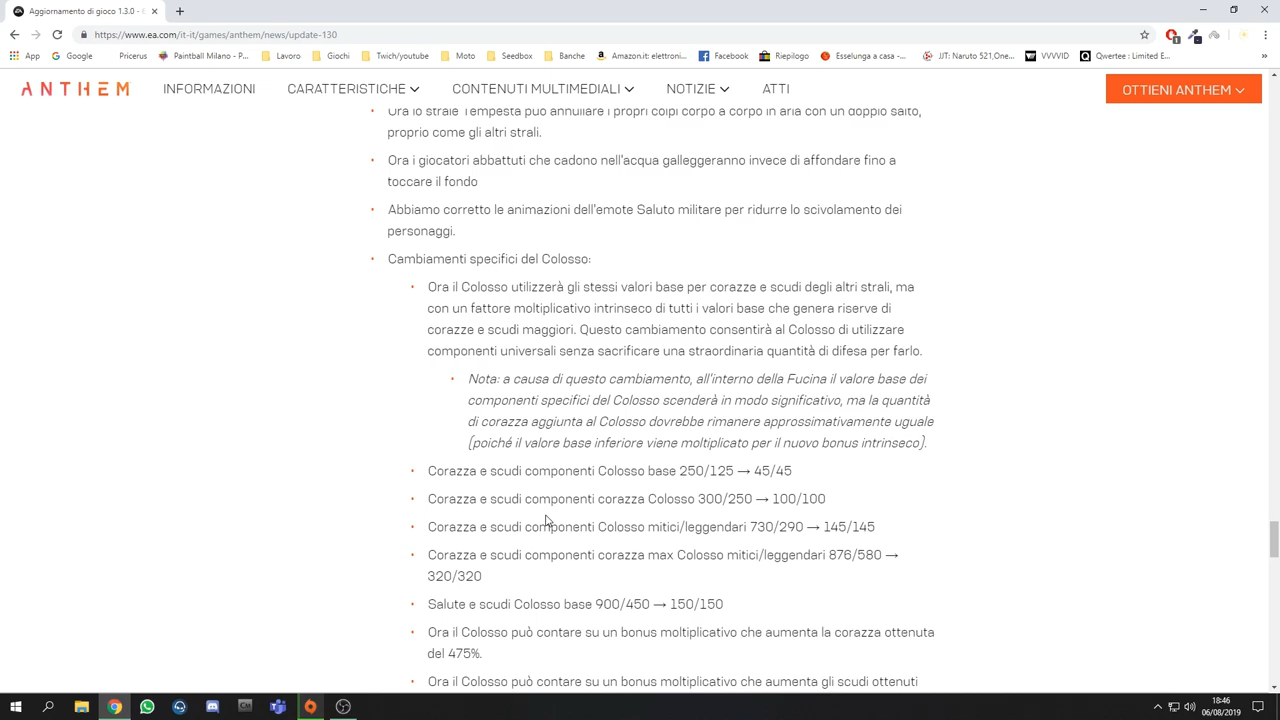 Aggiornamento di gioco 1.3.0 - C
https://www.ea.com/it-it/games/anthem/news/update-130
App
Google
Pricerus
Paintball Milano - P...
Lavoro
Giochi
Twich/youtube
Moto
Seedbox
Banche
Amazon.it: elettroni...
Facebook
Riepilogo
Esselunga a casa -...
JJT: Naruto 521,One...
VVVVID
Qwertee : Limited E...
»
ANTHEM
INFORMAZIONI
CARATTERISTICHE
CONTENUTI MULTIMEDIALI
NOTIZIE
ATTI
OTTIENI ANTHEM
Ora lo strale Tempesta può annullare i propri colpi corpo a corpo in aria con un doppio salto,
proprio come gli altri strali.
Ora i giocatori abbattuti che cadono nell'acqua galleggeranno invece di affondare fino a
toccare il fondo
Abbiamo corretto le animazioni dell'emote Saluto militare per ridurre lo scivolamento dei
personaggi.
Cambiamenti specifici del Colosso:
Ora il Colosso utilizzerà gli stessi valori base per corazze e scudi degli altri strali, ma
con un fattore moltiplicativo intrinseco di tutti i valori base che genera riserve di
corazze e scudi maggiori. Questo cambiamento consentirà al Colosso di utilizzare
componenti universali senza sacrificare una straordinaria quantità di difesa per farlo.
Nota: a causa di questo cambiamento, all'interno della Fucina il valore base dei
componenti specifici del Colosso scenderà in modo significativo, ma la quantità
di corazza aggiunta al Colosso dovrebbe rimanere approssimativamente uguale
(poiché il valore base inferiore viene moltiplicato per il nuovo bonus intrinseco).
Corazza e scudi componenti Colosso base 250/125 → 45/45
Corazza e scudi componenti corazza Colosso 300/250 → 100/100
Corazza e scudi componenti Colosso mitici/leggendari 730/290 → 145/145
Corazza e scudi componenti corazza max Colosso mitici/leggendari 876/580 →
320/320
Salute e scudi Colosso base 900/450 → 150/150
Ora il Colosso può contare su un bonus moltiplicativo che aumenta la corazza ottenuta
del 475%.
Ora il Colosso può contare su un bonus moltiplicativo che aumenta gli scudi ottenuti
18:46
06/08/2019